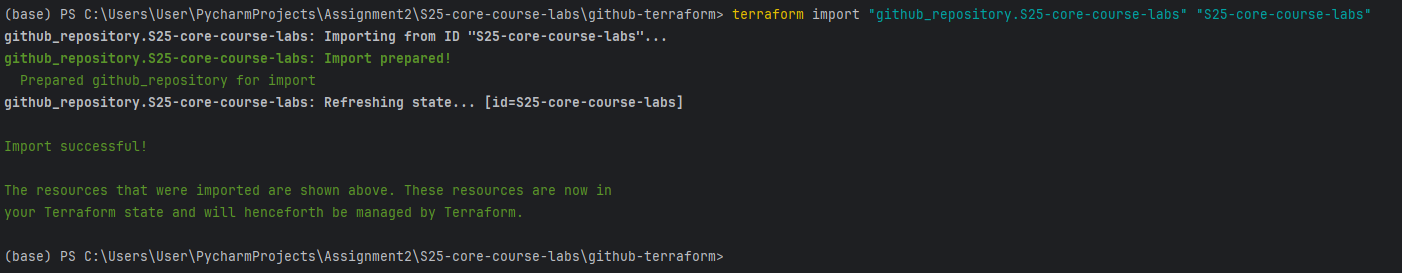 (base) PS C:\Users\User\PycharmProjects\Assignment2\S25-core-course-labs\github-terraform> terraform import "github_repository.S25-core-course-labs" "S25-core-course-labs"
github_repository.S25-core-course-labs: Importing from ID "S25-core-course-labs"...
github_repository.S25-core-course-labs: Import prepared!
  Prepared github_repository for import
github_repository.S25-core-course-labs: Refreshing state... [id=S25-core-course-labs]
Import successful!
The resources that were imported are shown above. These resources are now in
your Terraform state and will henceforth be managed by Terraform.
(base) PS C:\Users\User\PycharmProjects\Assignment2\S25-core-course-labs\github-terraform>